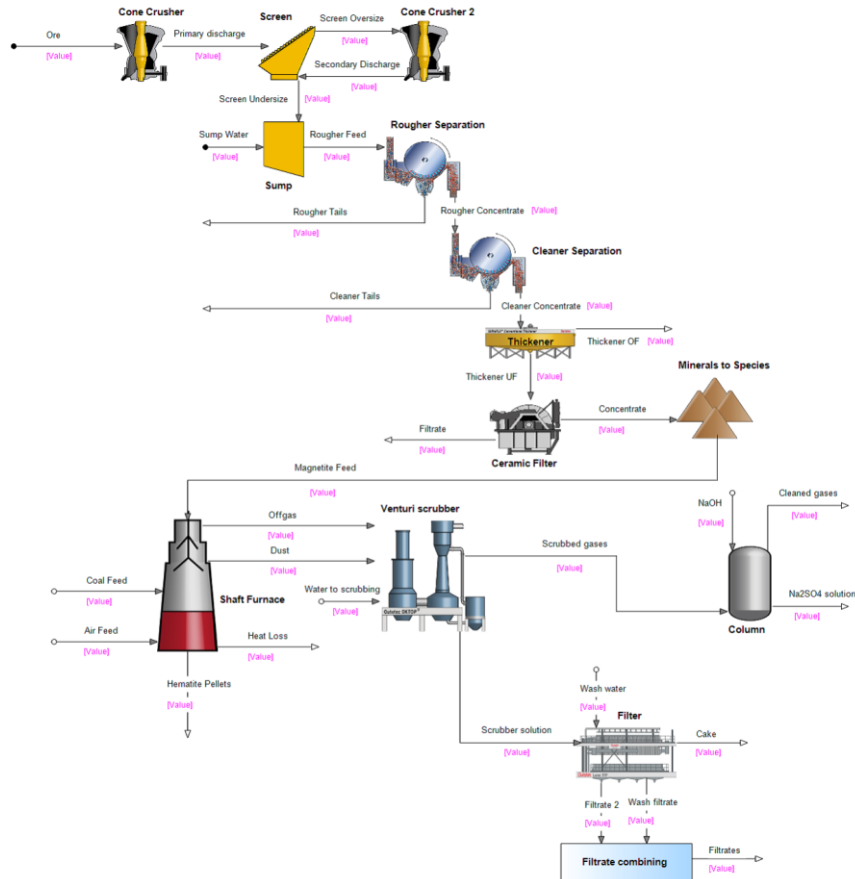 Cone Crusher
Screen
Screen Oversize
[Value]
Cone Crusher 2
Ore
[Value]
Primary discharge
[Value]
Secondary Discharge
[Value]
Screen Undersize
[Value]
Sump Water
[Value]
Rougher Feed
[Value]
Rougher Separation
Sump
Rougher Tails
[Value]
Rougher Concentrate
[Value]
Cleaner Separation
Cleaner Tails
[Value]
Cleaner Concentrate
[Value]
Thickener
Thickener OF
[Value]
Thickener UF
[Value]
Minerals to Species
Concentrate
[Value]
Filtrate
[Value]
Ceramic Filter
Magnetite Feed
[Value]
Offgas
[Value]
Venturi scrubber
NaOH
[Value]
Cleaned gases
[Value]
Dust
[Value]
Scrubbed gases
[Value]
Coal Feed
[Value]
Shaft Furnace
Water to scrubbing
[Value]
Na2SO4 solution
[Value]
Column
Air Feed
[Value]
Heat Loss
[Value]
Hematite Pellets
[Value]
Wash water
[Value]
Filter
Scrubber solution
[Value]
Cake
[Value]
Filtrate 2
[Value]
Wash filtrate
[Value]
Filtrate combining
Filtrates
[Value]